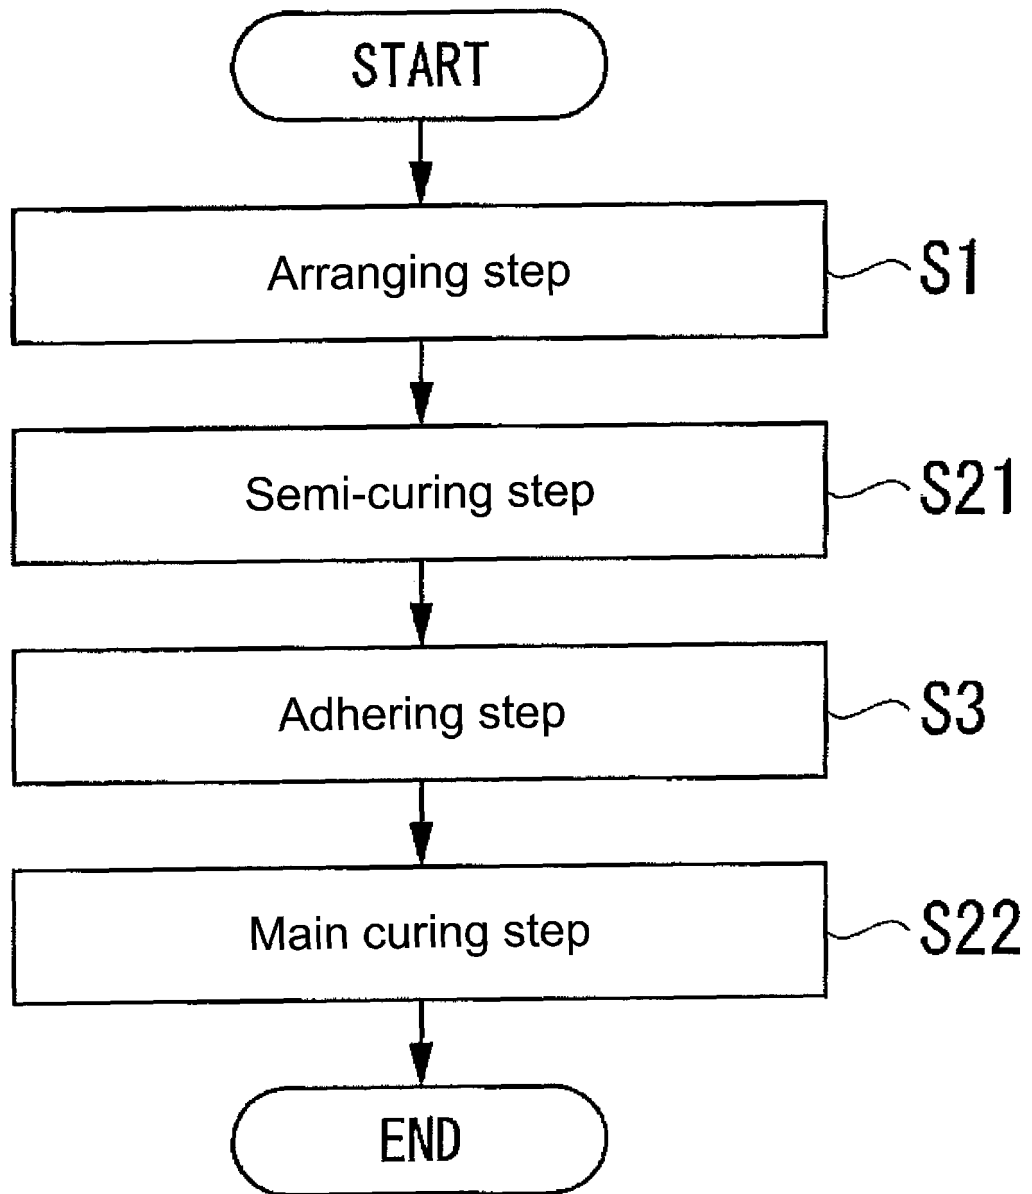 START
Arranging step
S1
Semi-curing step
S21
Adhering step
S3
Main curing step
S22
END